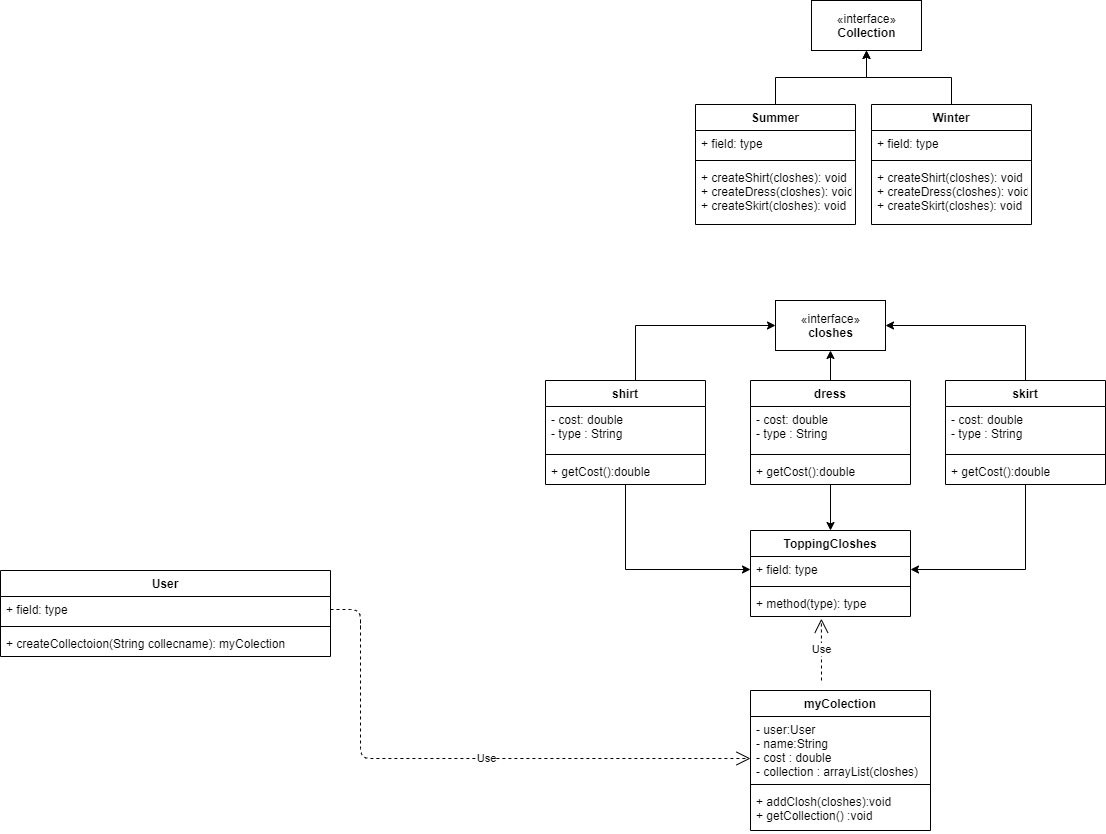 «interface»
Collection
Summer
+ field: type
+ createShirt(closhes): void
+ createDress(closhes): void
+ createSkirt(closhes): void
Winter
+ field: type
+ createShirt(closhes): void
+ createDress(closhes): void
+ createSkirt(closhes): void
«interface»
closhes
shirt
- cost: double
- type : String
+ getCost():double
dress
- cost: double
- type : String
+ getCost():double
skirt
- cost: double
- type : String
+ getCost():double
ToppingCloshes
+ field: type
+ method(type): type
User
+ field: type
+ createCollectoion(String collecname): myColection
Use
Use
myColection
- user:User
- name:String
- cost : double
- collection : arrayList(closhes)
+ addClosh(closhes):void
+ getCollection() :void